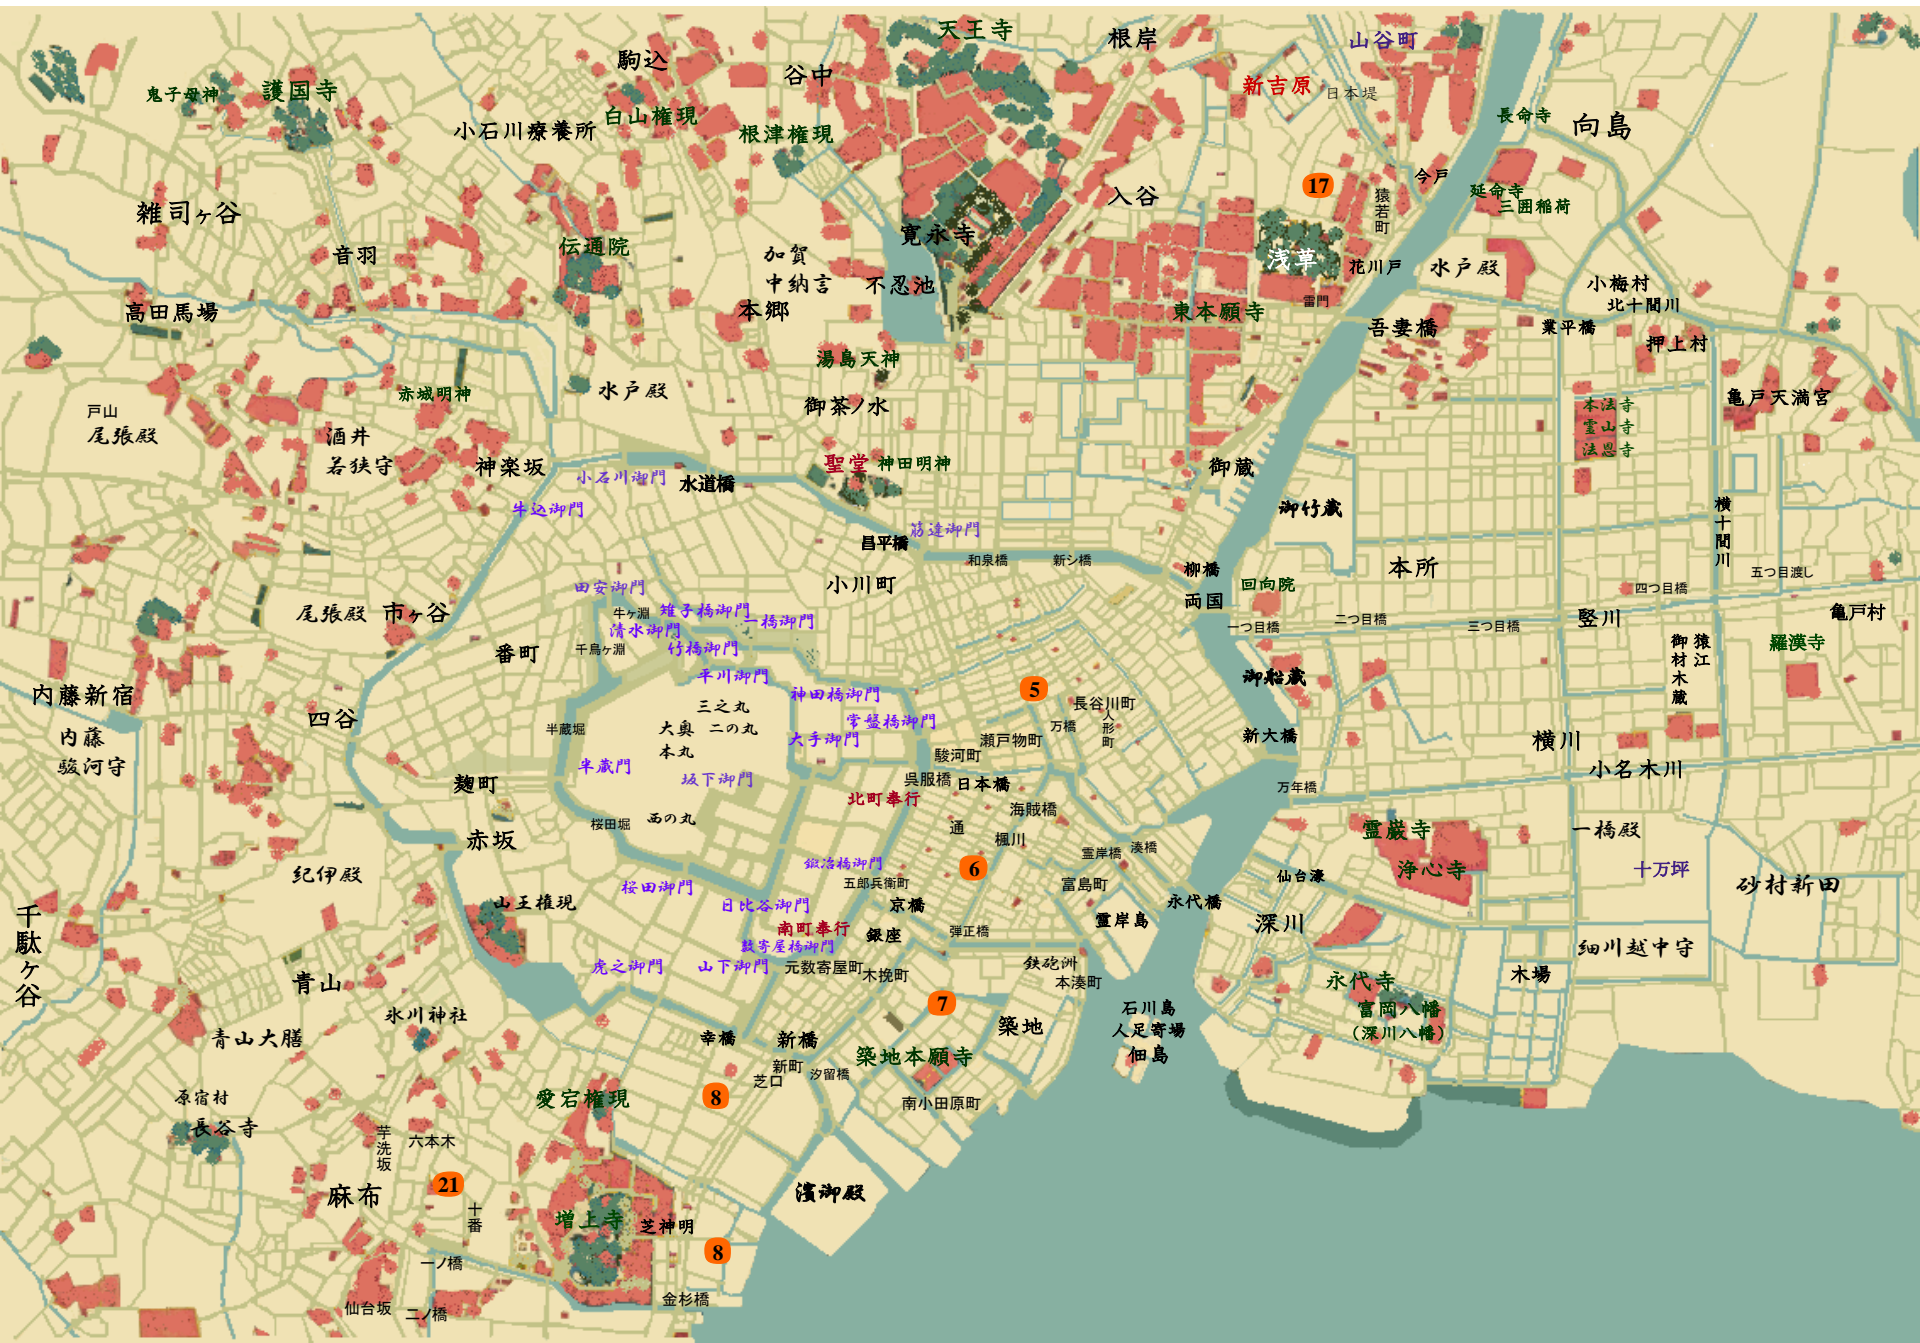 天王寺
根岸
山谷町
駒込
谷中
鬼子母神
護国寺
新吉原
日本堤
白山権現
小石川療養所
根津権現
長命寺
向島
17
今戸
猿若町
延命寺
三囲稲荷
入谷
雑司ヶ谷
音羽
伝通院
加賀
中納言
寛永寺
不忍池
浅草
花川戸
水戸殿
小梅村
北十間川
高田馬場
本郷
東本願寺
雷門
吾妻橋
業平橋
押上村
湯島天神
赤城明神
水戸殿
御茶ノ水
戸山
尾張殿
酒井
若狭守
本法寺
霊山寺
法恩寺
亀戸天満宮
神楽坂
小石川御門
水道橋
聖堂
神田明神
御蔵
牛込御門
御竹蔵
横十間川
昌平橋
筋違御門
和泉橋
新シ橋
柳橋
両国
回向院
本所
五つ目渡し
四つ目橋
小川町
田安御門
牛ヶ淵
雉子橋御門
一橋御門
清水御門
竹橋御門
千鳥ヶ淵
尾張殿
市ヶ谷
番町
一つ目橋
二つ目橋
三つ目橋
竪川
亀戸村
猿江
御材木蔵
羅漢寺
平川御門
神田橋御門
御船蔵
5
長谷川町
人形町
万橋
内藤新宿
四谷
内藤
駿河守
半蔵堀
三之丸
大奥
二の丸
本丸
常盤橋御門
大手御門
瀬戸物町
駿河町
新大橋
横川
半蔵門
坂下御門
呉服橋
日本橋
小名木川
麹町
北町奉行
万年橋
海賊橋
桜田堀
西の丸
通
楓川
赤坂
霊巌寺
一橋殿
鍛冶橋御門
6
霊岸橋
湊橋
浄心寺
十万坪
紀伊殿
桜田御門
五郎兵衛町
富島町
仙台濠
砂村新田
山王権現
日比谷御門
京橋
永代橋
霊岸島
深川
千駄ヶ谷
南町奉行
銀座
弾正橋
数寄屋橋御門
細川越中守
虎之御門
山下御門
元数寄屋町
木挽町
鉄砲洲
本湊町
木場
青山
永代寺
7
石川島
人足寄場
佃島
富岡八幡
(深川八幡)
氷川神社
築地
青山大膳
幸橋
新橋
築地本願寺
新町
芝口
汐留橋
原宿村
愛宕権現
8
南小田原町
長谷寺
芋洗坂
六本木
21
麻布
十番
濱御殿
増上寺
芝神明
8
一ノ橋
金杉橋
仙台坂
二ノ橋